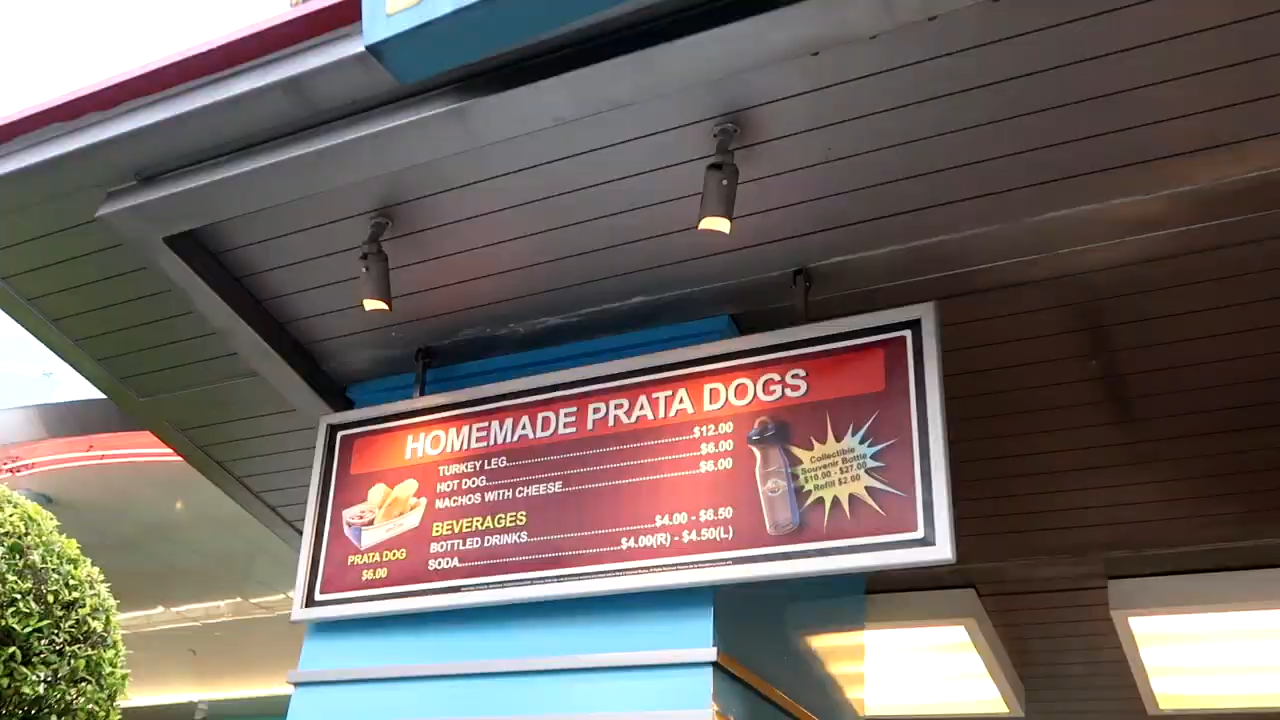 HOMEMADE PRATA DOGS
TURKEY LEG.....................................................$12.00
HOT DOG.....................................................$6.00
NACHOS WITH CHEESE........................................$6.00
BEVERAGES
BOTTLED DRINKS....................................$4.00 - $6.50
SODA..............................................$4.00(R) - $4.50(L)
PRATA DOG
$6.00
Collectible
Souvenir Bottle
$18.00 - $27.00
Refill $2.00